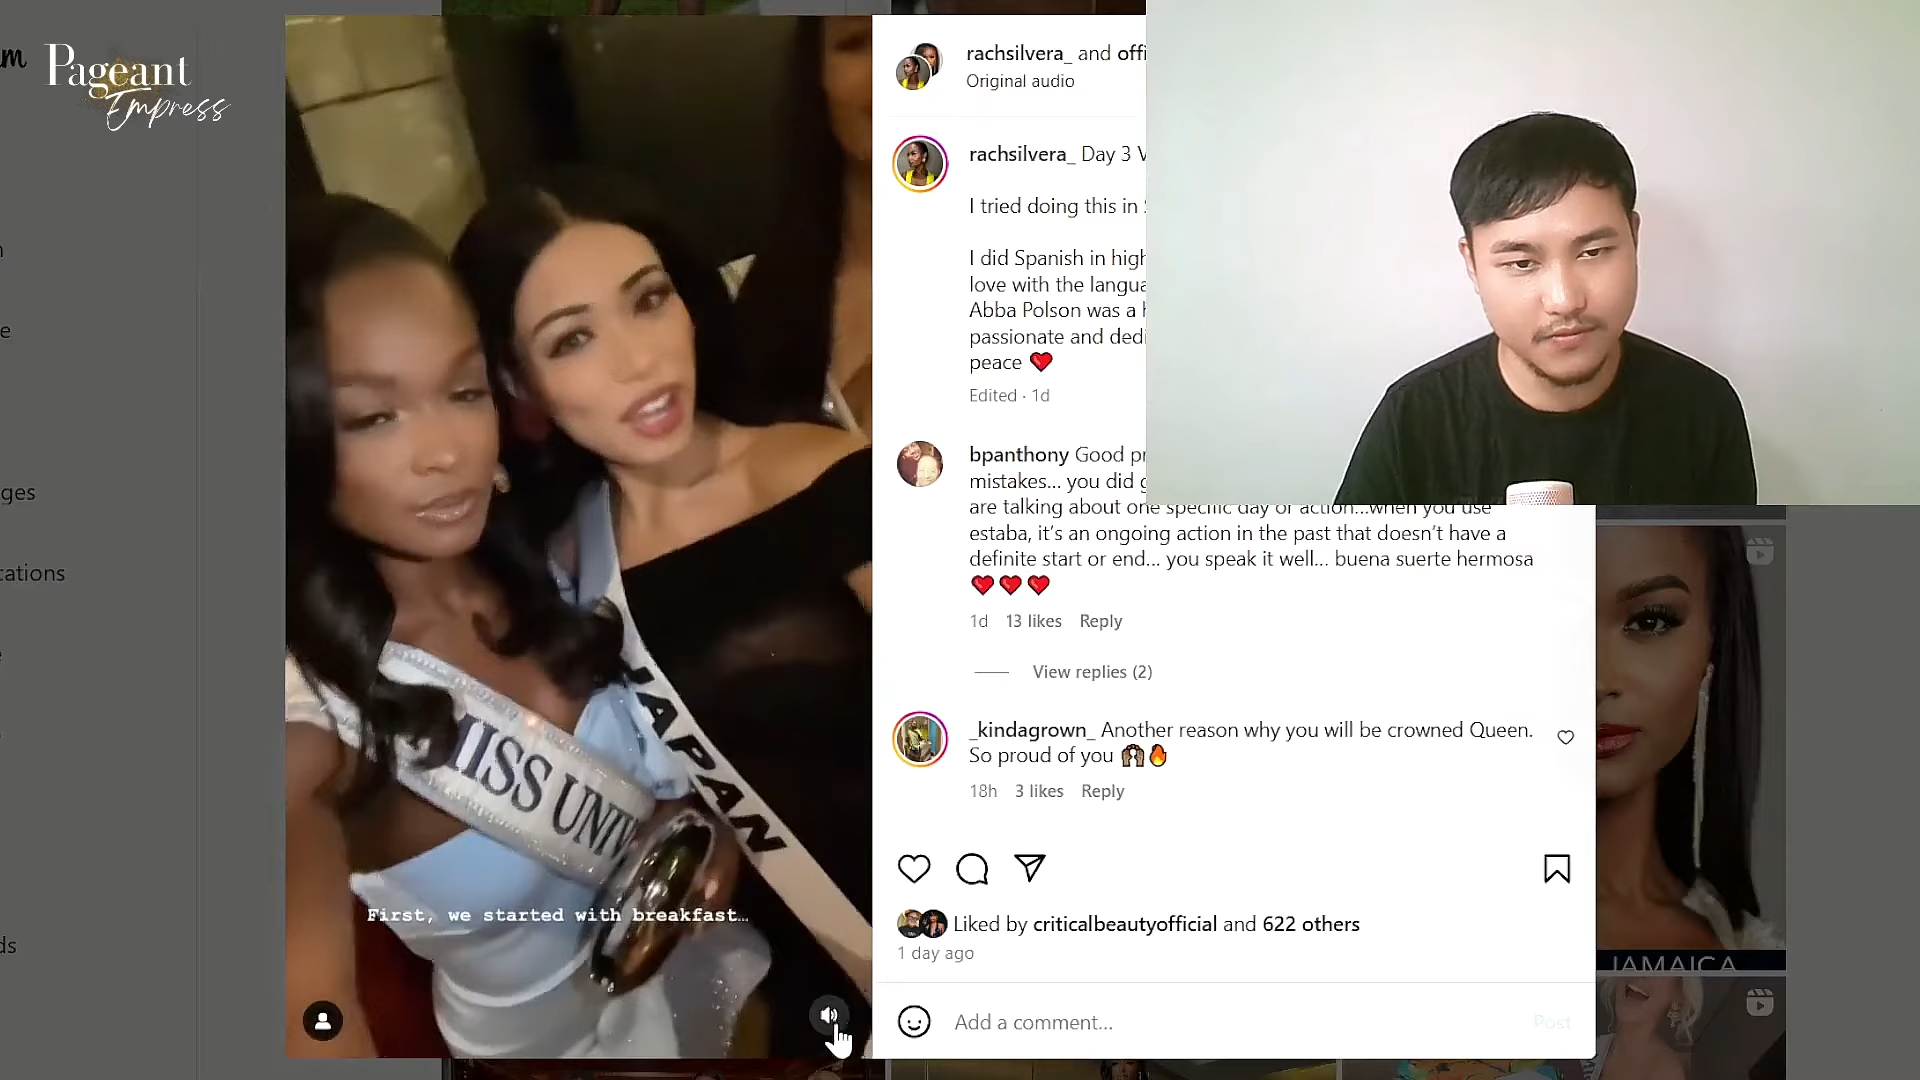 m
Pageant
Empress
rachsilvera_ and offi
Original audio
rachsilvera_ Day 3 V
I tried doing this in S
I did Spanish in high
love with the langua
Abba Polson was a h
passionate and dedi
peace ❤️
Edited · 1d
bpanthony Good pr
mistakes... you did g
are talking about one specific day or action...when you use
estaba, it's an ongoing action in the past that doesn't have a
definite start or end... you speak it well... buena suerte hermosa
❤️❤️❤️
1d 13 likes Reply
View replies (2)
_kindagrown_ Another reason why you will be crowned Queen.
So proud of you 🙌🏾🔥
18h 3 likes Reply
Liked by criticalbeautyofficial and 622 others
1 day ago
Add a comment...
Post
MISS UNIV
JAPAN
First, we started with breakfast...
JAMAICA
e
ges
cations
ds